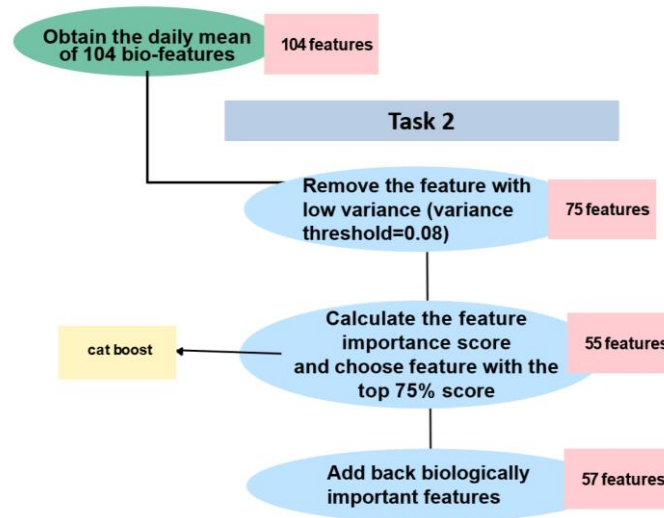 Obtain the daily mean
of 104 bio-features
104 features
Task 2
Remove the feature with
low variance (variance
threshold=0.08)
75 features
Calculate the feature
importance score
and choose feature with the
top 75% score
55 features
cat boost
Add back biologically
important features
57 features